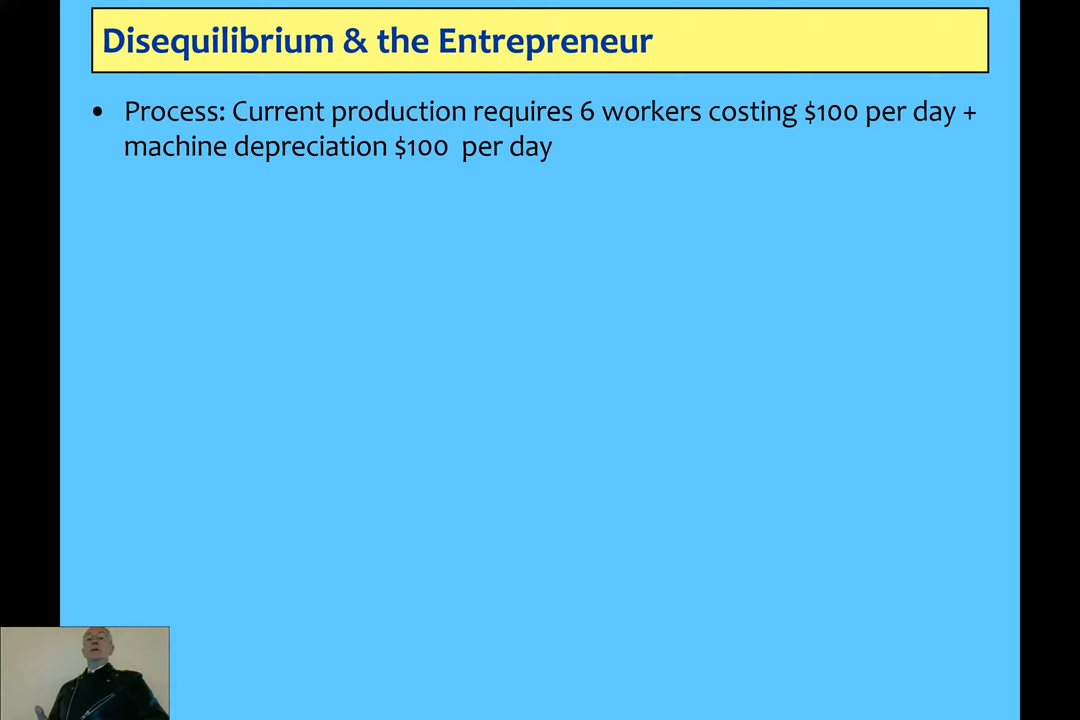 Disequilibrium & the Entrepreneur
• Process: Current production requires 6 workers costing $100 per day +
machine depreciation $100 per day